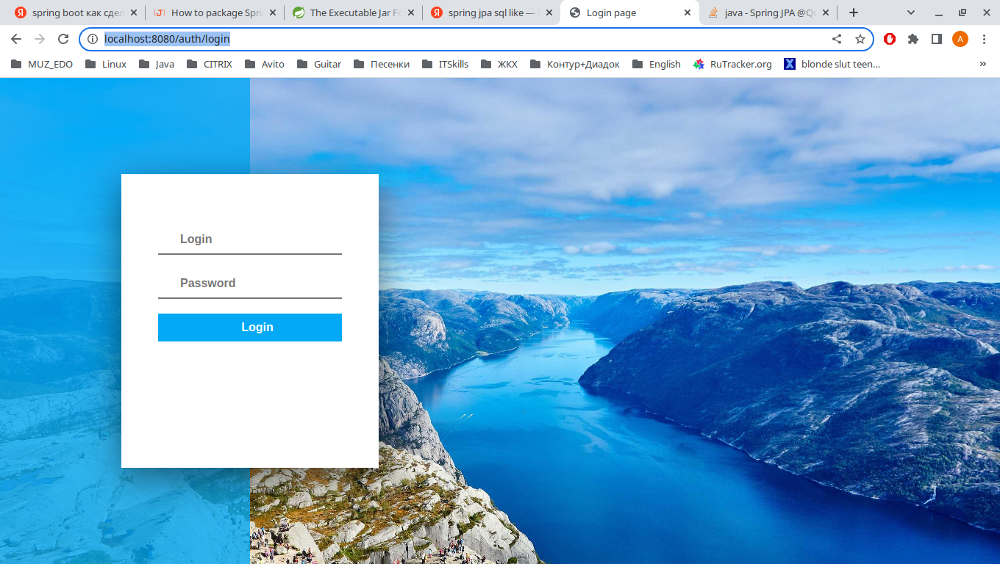 spring boot как сдел
How to package Spri
The Executable Jar Fo
spring jpa sql like —
Login page
java - Spring JPA @Qu
localhost:8080/auth/login
A
MUZ_EDO
Linux
Java
CITRIX
Avito
Guitar
Песенки
ITSkills
ЖКХ
Контур+Диадок
English
RuTracker.org
blonde slut teen...
»
Login
Password
Login